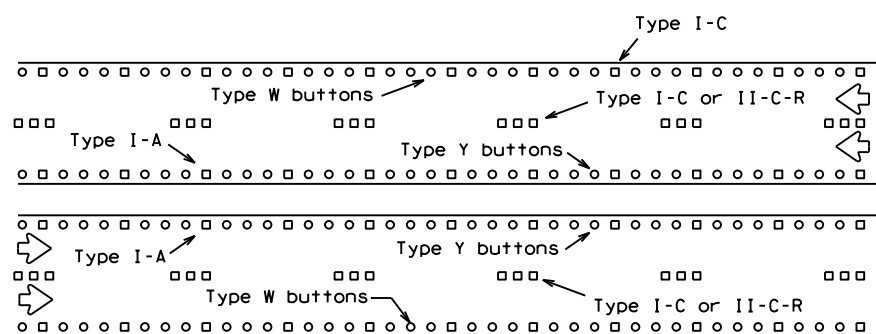 Type I-C
Type W buttons
Type I-C or II-C-R
Type I-A
Type Y buttons
Type I-A
Type Y buttons
Type W buttons
Type I-C or II-C-R